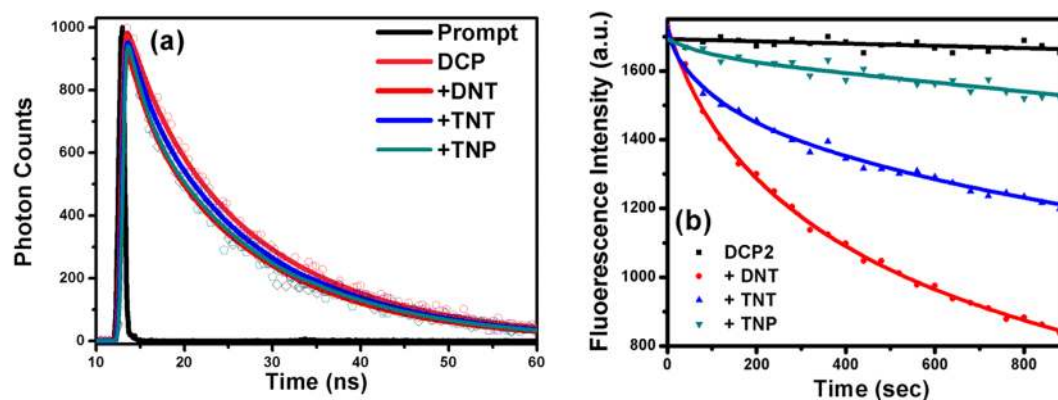 (a)
Prompt
DCP
+DNT
+TNT
+TNP
1000
800
600
400
200
0
Photon Counts
10 20 30 40 50 60
Time (ns)
(b)
DCP2
+ DNT
+ TNT
+ TNP
1600
1400
1200
1000
800
Fluoerescence Intensity (a.u.)
0 200 400 600 800
Time (sec)